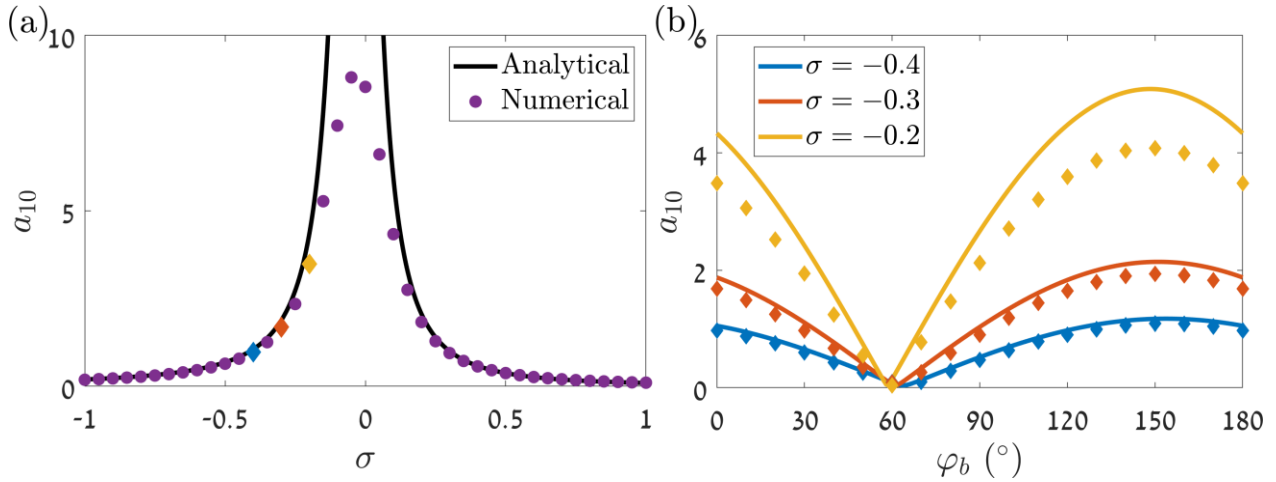 (a)
10
5
0
a₁₀
-1
-0.5
0
0.5
1
σ
Analytical
Numerical
(b)
6
4
2
0
a₁₀
0
30
60
90
120
150
180
φ_b (°)
σ = −0.4
σ = −0.3
σ = −0.2